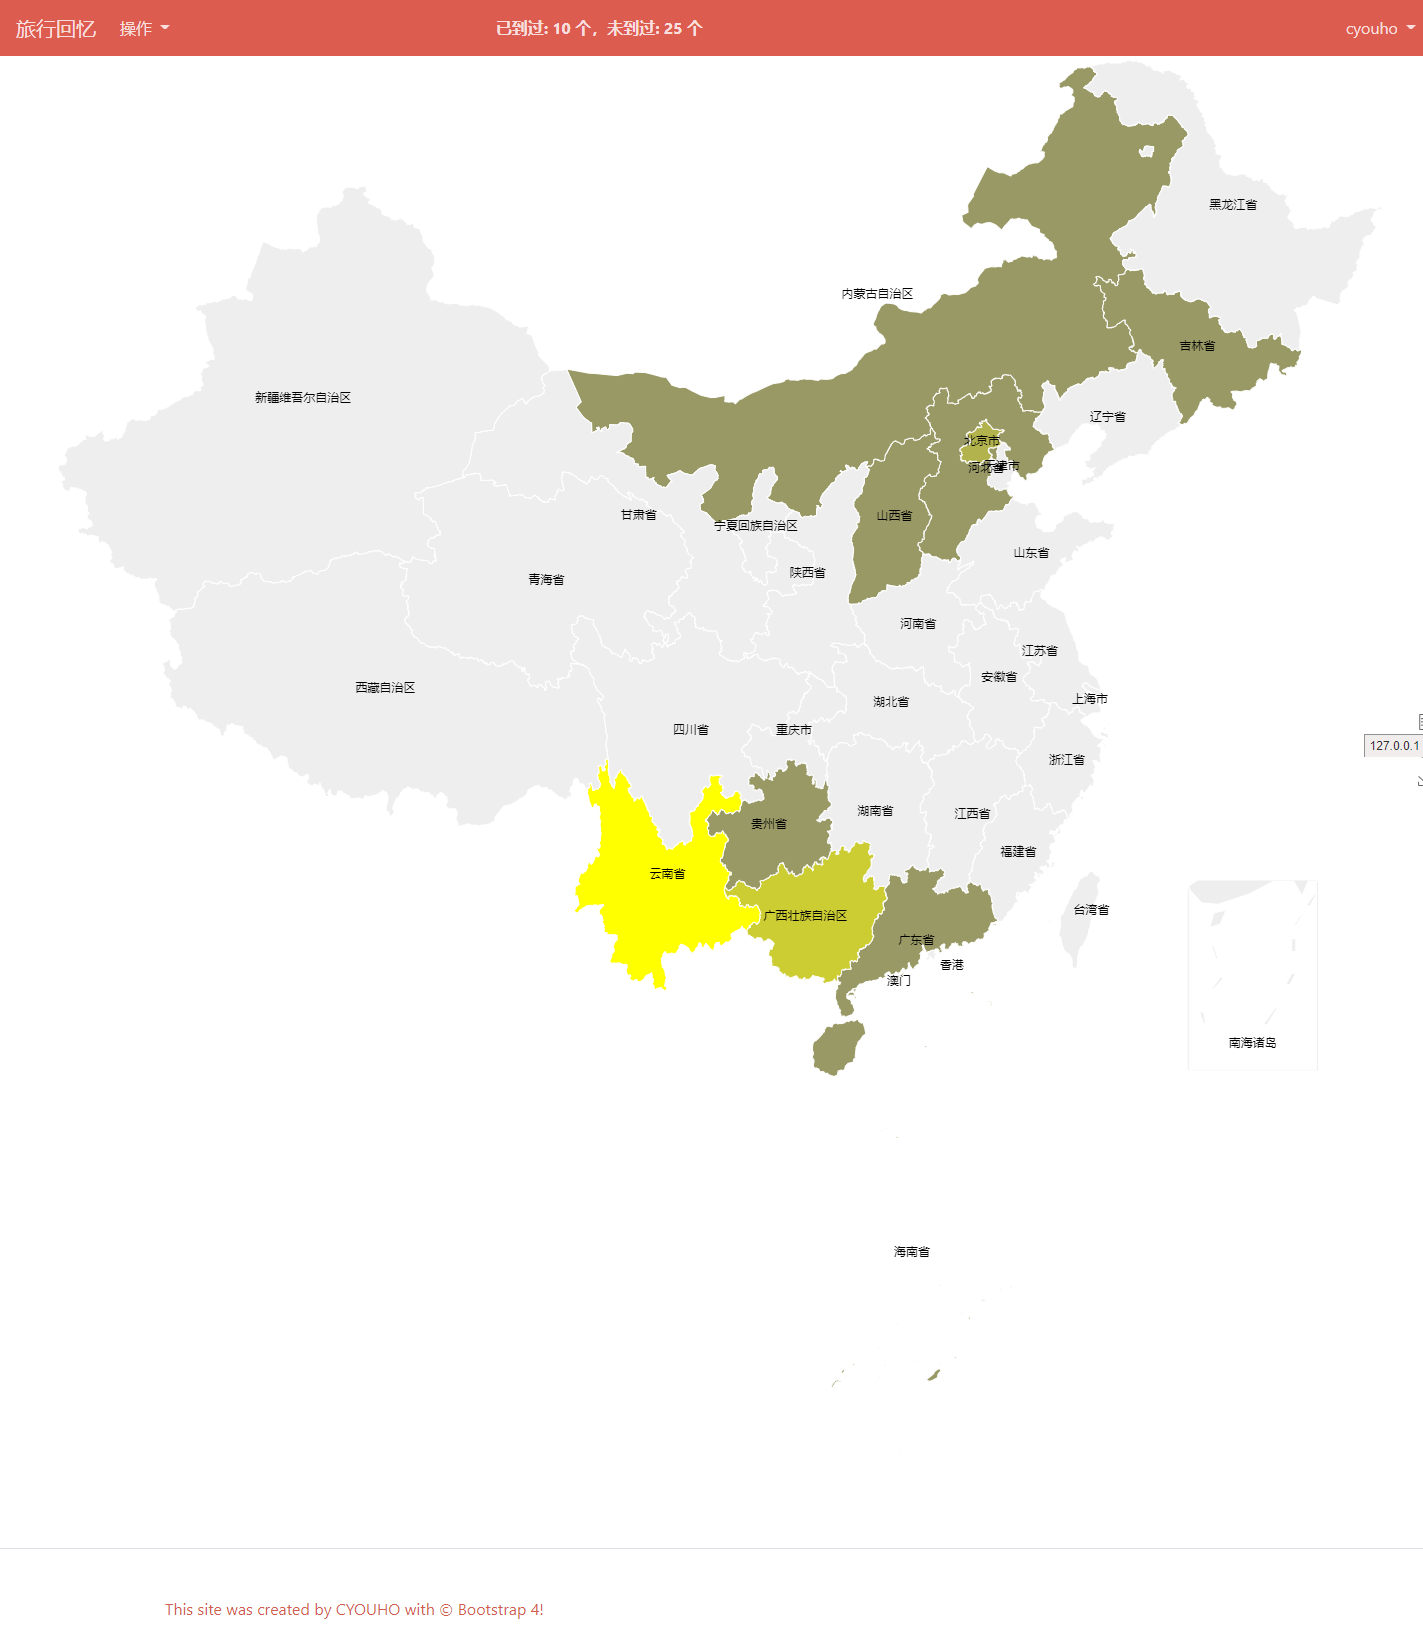 旅行回忆 操作 已到过: 10 个，未到过: 25 个 cyouho
黑龙江省
内蒙古自治区
吉林省
新疆维吾尔自治区
辽宁省
北京市
天津市
河北省
甘肃省
山西省
宁夏回族自治区
山东省
陕西省
青海省
河南省
江苏省
安徽省
西藏自治区
上海市
湖北省
四川省
重庆市
127.0.0.1
浙江省
湖南省
江西省
贵州省
福建省
云南省
台湾省
广西壮族自治区
广东省
香港
澳门
南海诸岛
海南省
This site was created by CYOUHO with © Bootstrap 4!